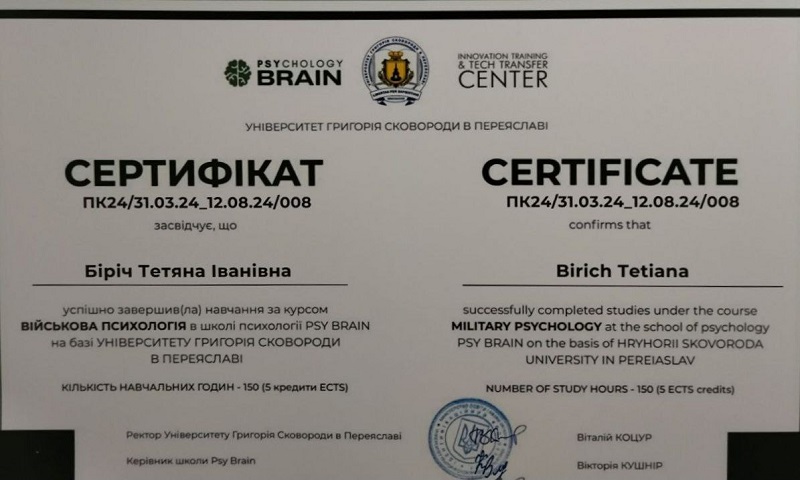 PSYCHOLOGY
BRAIN
INNOVATION TRAINING
& TECH TRANSFER
CENTER
УНІВЕРСИТЕТ ГРИГОРІЯ СКОВОРОДИ В ПЕРЕЯСЛАВІ
СЕРТИФІКАТ
ПК24/31.03.24_12.08.24/008
засвідчує, що
Біріч Тетяна Іванівна
успішно завершив(ла) навчання за курсом
ВІЙСЬКОВА ПСИХОЛОГІЯ в школі психології PSY BRAIN
на базі УНІВЕРСИТЕТУ ГРИГОРІЯ СКОВОРОДИ
В ПЕРЕЯСЛАВІ
КІЛЬКІСТЬ НАВЧАЛЬНИХ ГОДИН - 150 (5 кредити ECTS)
CERTIFICATE
ПК24/31.03.24_12.08.24/008
confirms that
Birich Tetiana
successfully completed studies under the course
MILITARY PSYCHOLOGY at the school of psychology
PSY BRAIN on the basis of HRYHORII SKOVORODA
UNIVERSITY IN PEREIASLAV
NUMBER OF STUDY HOURS - 150 (5 ECTS credits)
Ректор Університету Григорія Сковороди в Переяславі
Віталій КОЦУР
Керівник школи Psy Brain
Вікторія КУШНІР